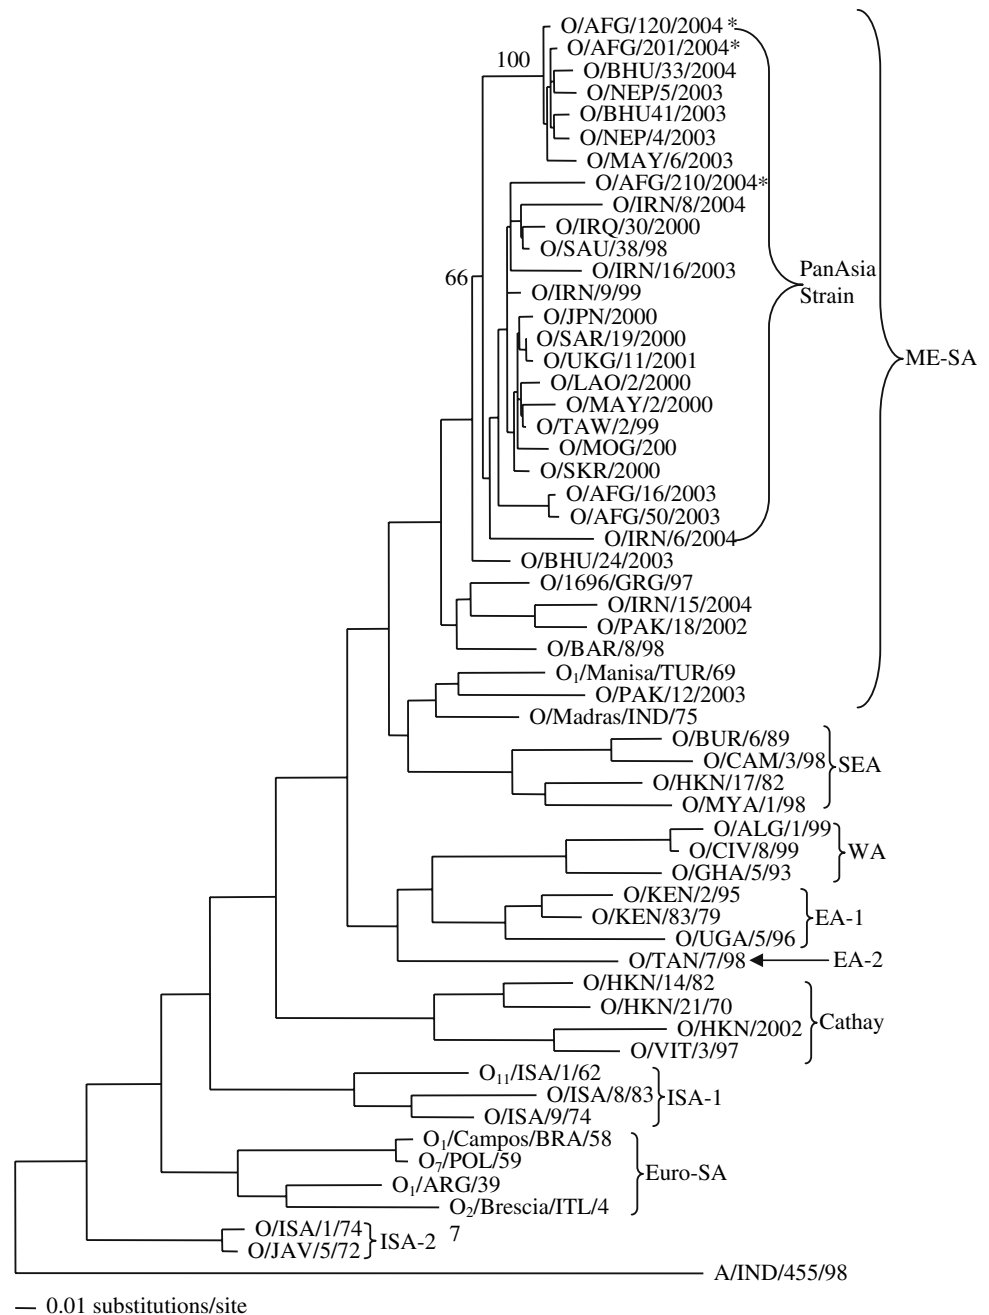 O/AFG/120/2004 *
100
O/AFG/201/2004*
O/BHU/33/2004
O/NEP/5/2003
O/BHU41/2003
O/NEP/4/2003
O/MAY/6/2003
O/AFG/210/2004*
O/IRN/8/2004
O/IRQ/30/2000
O/SAU/38/98
O/IRN/16/2003
66
PanAsia
Strain
O/IRN/9/99
O/JPN/2000
O/SAR/19/2000
O/UKG/11/2001
ME-SA
O/LAO/2/2000
O/MAY/2/2000
O/TAW/2/99
O/MOG/200
O/SKR/2000
O/AFG/16/2003
O/AFG/50/2003
O/IRN/6/2004
O/BHU/24/2003
O/1696/GRG/97
O/IRN/15/2004
O/PAK/18/2002
O/BAR/8/98
O₁/Manisa/TUR/69
O/PAK/12/2003
O/Madras/IND/75
O/BUR/6/89
O/CAM/3/98
SEA
O/HKN/17/82
O/MYA/1/98
O/ALG/1/99
O/CIV/8/99
WA
O/GHA/5/93
O/KEN/2/95
O/KEN/83/79
EA-1
O/UGA/5/96
O/TAN/7/98
EA-2
O/HKN/14/82
O/HKN/21/70
Cathay
O/HKN/2002
O/VIT/3/97
O₁₁/ISA/1/62
O/ISA/8/83
ISA-1
O/ISA/9/74
O₁/Campos/BRA/58
O₇/POL/59
Euro-SA
O₁/ARG/39
O₂/Brescia/ITL/4
7
O/ISA/1/74
ISA-2
O/JAV/5/72
A/IND/455/98
0.01 substitutions/site